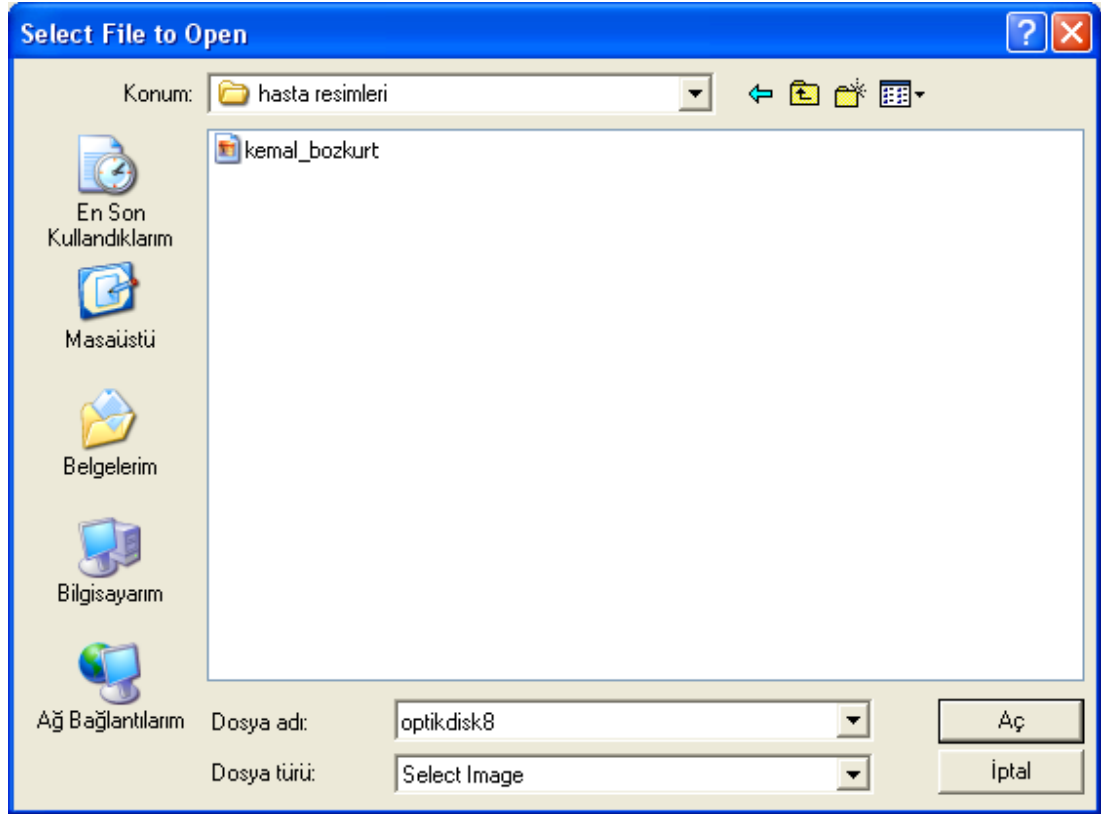 Select File to Open
Konum: hasta resimleri
kemal_bozkurt
En Son
Kullandıklarım
Masaüstü
Belgelerim
Bilgisayarım
Ağ Bağlantılarım
Dosya adı: optikdisk8 Aç
Dosya türü: Select Image İptal